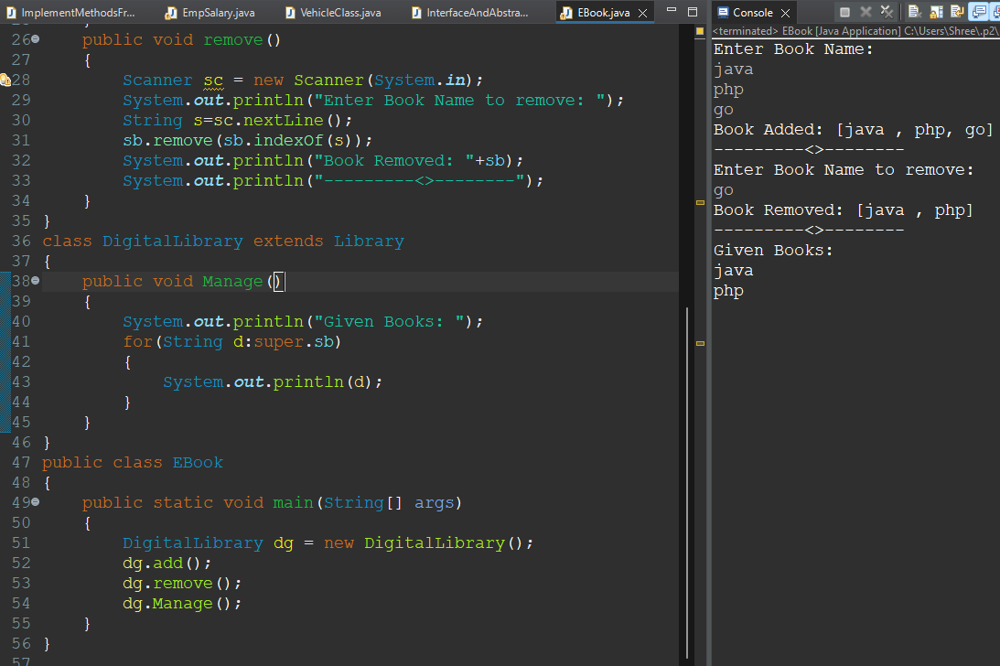 ImplementMethodsFr... EmpSalary.java VehicleClass.java InterfaceAndAbstra... EBook.java
26 public void remove()
27 {
28 Scanner sc = new Scanner(System.in);
29 System.out.println("Enter Book Name to remove: ");
30 String s=sc.nextLine();
31 sb.remove(sb.indexOf(s));
32 System.out.println("Book Removed: "+sb);
33 System.out.println("---------<>--------");
34 }
35 }
36 class DigitalLibrary extends Library
37 {
38 public void Manage()
39 {
40 System.out.println("Given Books: ");
41 for(String d:super.sb)
42 {
43 System.out.println(d);
44 }
45 }
46 }
47 public class EBook
48 {
49 public static void main(String[] args)
50 {
51 DigitalLibrary dg = new DigitalLibrary();
52 dg.add();
53 dg.remove();
54 dg.Manage();
55 }
56 }
57
Console
<terminated> EBook [Java Application] C:\Users\Shree\.p2\
Enter Book Name:
java
php
go
Book Added: [java , php, go]
---------<>--------
Enter Book Name to remove:
go
Book Removed: [java , php]
---------<>--------
Given Books:
java
php